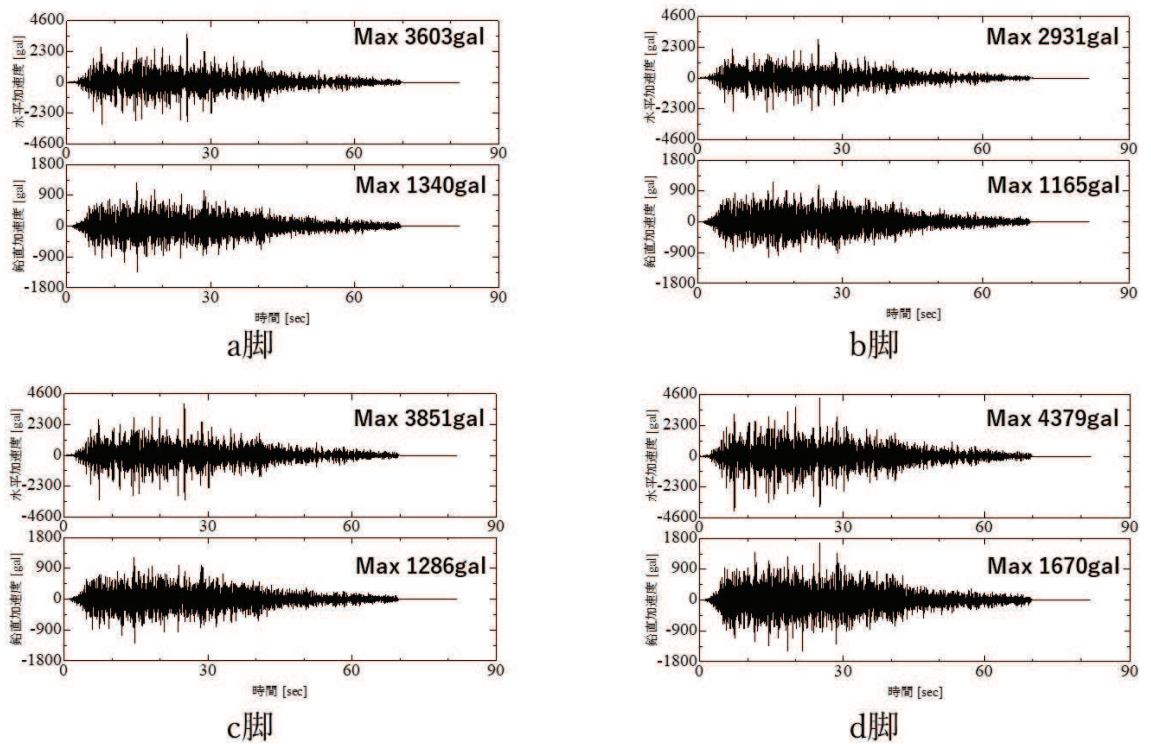 4600
2300
0
-2300
-4600
水平加速度 [gal]
Max 3603gal
0 30 60 90
1800
900
0
-900
-1800
鉛直加速度 [gal]
Max 1340gal
0 30 60 90
時間 [sec]
a脚
4600
2300
0
-2300
-4600
水平加速度 [gal]
Max 2931gal
0 30 60 90
1800
900
0
-900
-1800
鉛直加速度 [gal]
Max 1165gal
0 30 60 90
時間 [sec]
b脚
4600
2300
0
-2300
-4600
水平加速度 [gal]
Max 3851gal
0 30 60 90
1800
900
0
-900
-1800
鉛直加速度 [gal]
Max 1286gal
0 30 60 90
時間 [sec]
c脚
4600
2300
0
-2300
-4600
水平加速度 [gal]
Max 4379gal
0 30 60 90
1800
900
0
-900
-1800
鉛直加速度 [gal]
Max 1670gal
0 30 60 90
時間 [sec]
d脚